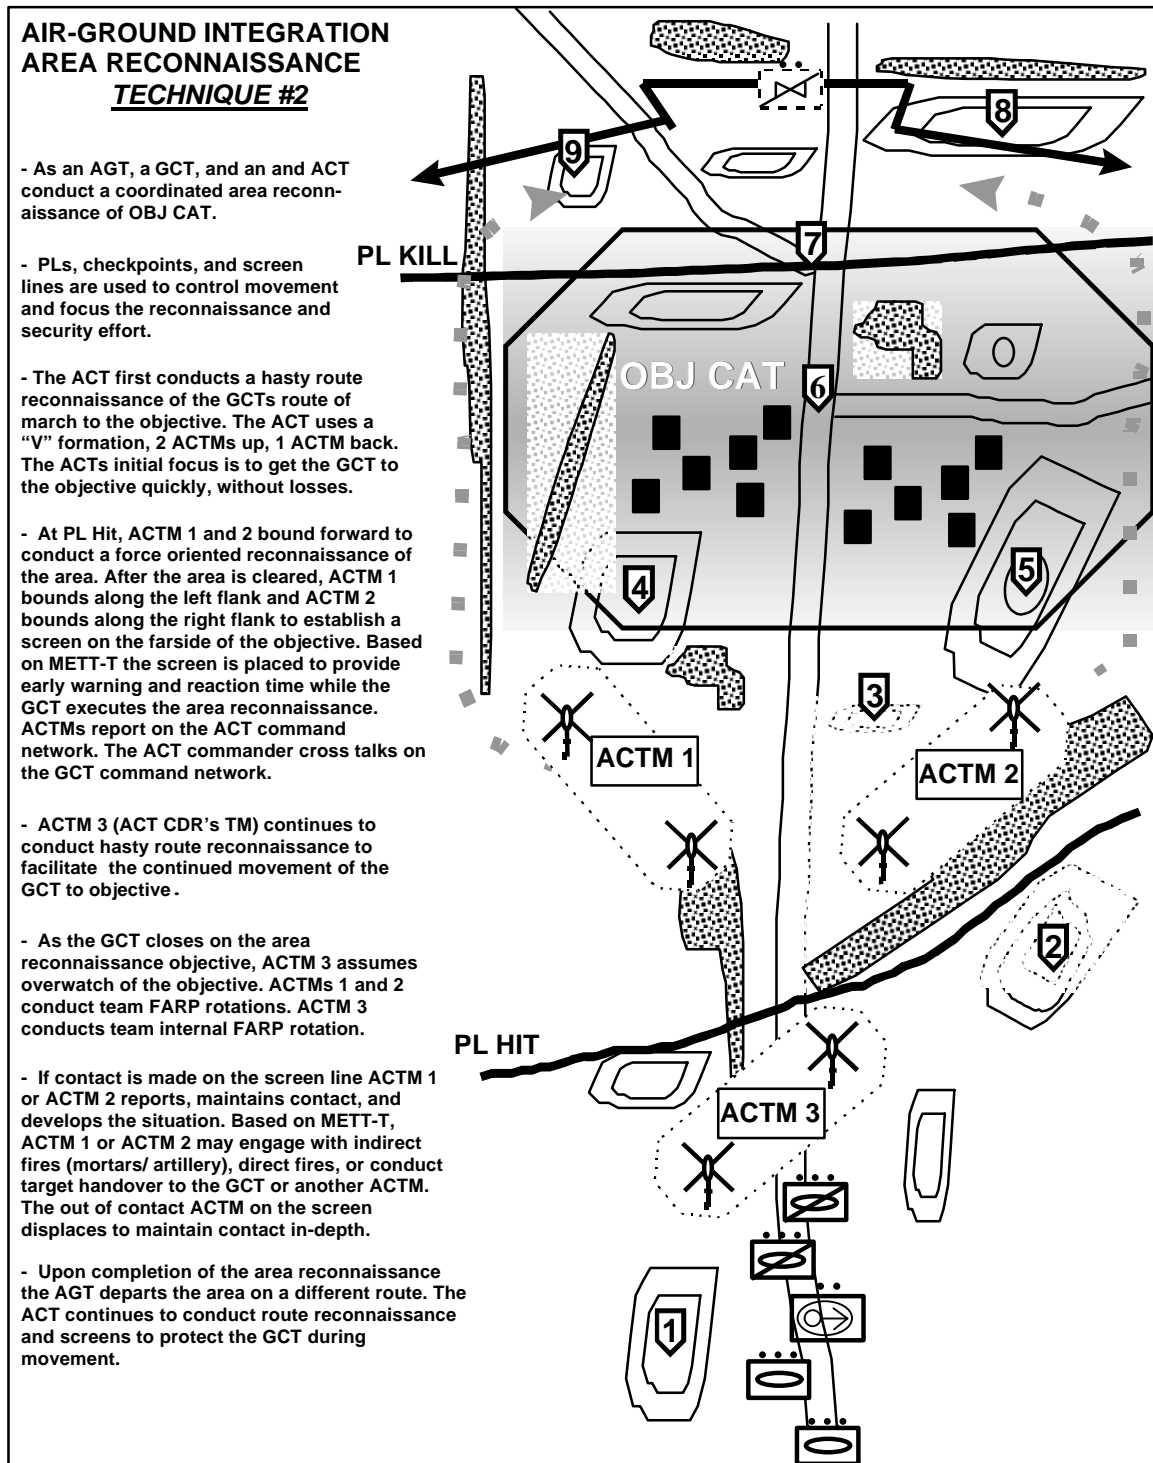 AIR-GROUND INTEGRATION
AREA RECONNAISSANCE
TECHNIQUE #2
- As an AGT, a GCT, and an and ACT
conduct a coordinated area reconn-
aissance of OBJ CAT.
- PLs, checkpoints, and screen
lines are used to control movement
and focus the reconnaissance and
security effort.
- The ACT first conducts a hasty route
reconnaissance of the GCTs route of
march to the objective. The ACT uses a
“V” formation, 2 ACTMs up, 1 ACTM back.
The ACTs initial focus is to get the GCT to
the objective quickly, without losses.
- At PL Hit, ACTM 1 and 2 bound forward to
conduct a force oriented reconnaissance of
the area. After the area is cleared, ACTM 1
bounds along the left flank and ACTM 2
bounds along the right flank to establish a
screen on the farside of the objective. Based
on METT-T the screen is placed to provide
early warning and reaction time while the
GCT executes the area reconnaissance.
ACTMs report on the ACT command
network. The ACT commander cross talks on
the GCT command network.
- ACTM 3 (ACT CDR’s TM) continues to
conduct hasty route reconnaissance to
facilitate the continued movement of the
GCT to objective.
- As the GCT closes on the area
reconnaissance objective, ACTM 3 assumes
overwatch of the objective. ACTMs 1 and 2
conduct team FARP rotations. ACTM 3
conducts team internal FARP rotation.
- If contact is made on the screen line ACTM 1
or ACTM 2 reports, maintains contact, and
develops the situation. Based on METT-T,
ACTM 1 or ACTM 2 may engage with indirect
fires (mortars/ artillery), direct fires, or conduct
target handover to the GCT or another ACTM.
The out of contact ACTM on the screen
displaces to maintain contact in-depth.
- Upon completion of the area reconnaissance
the AGT departs the area on a different route. The
ACT continues to conduct route reconnaissance
and screens to protect the GCT during
movement.
8
9
7
PL KILL
OBJ CAT
6
4
5
3
ACTM 1
ACTM 2
2
PL HIT
ACTM 3
1